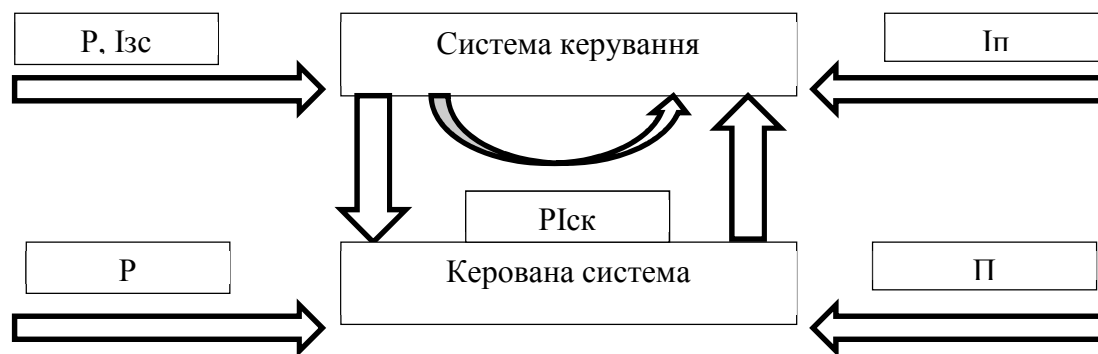 Р, Ізс
Система керування
Іп
РІск
Р
Керована система
П